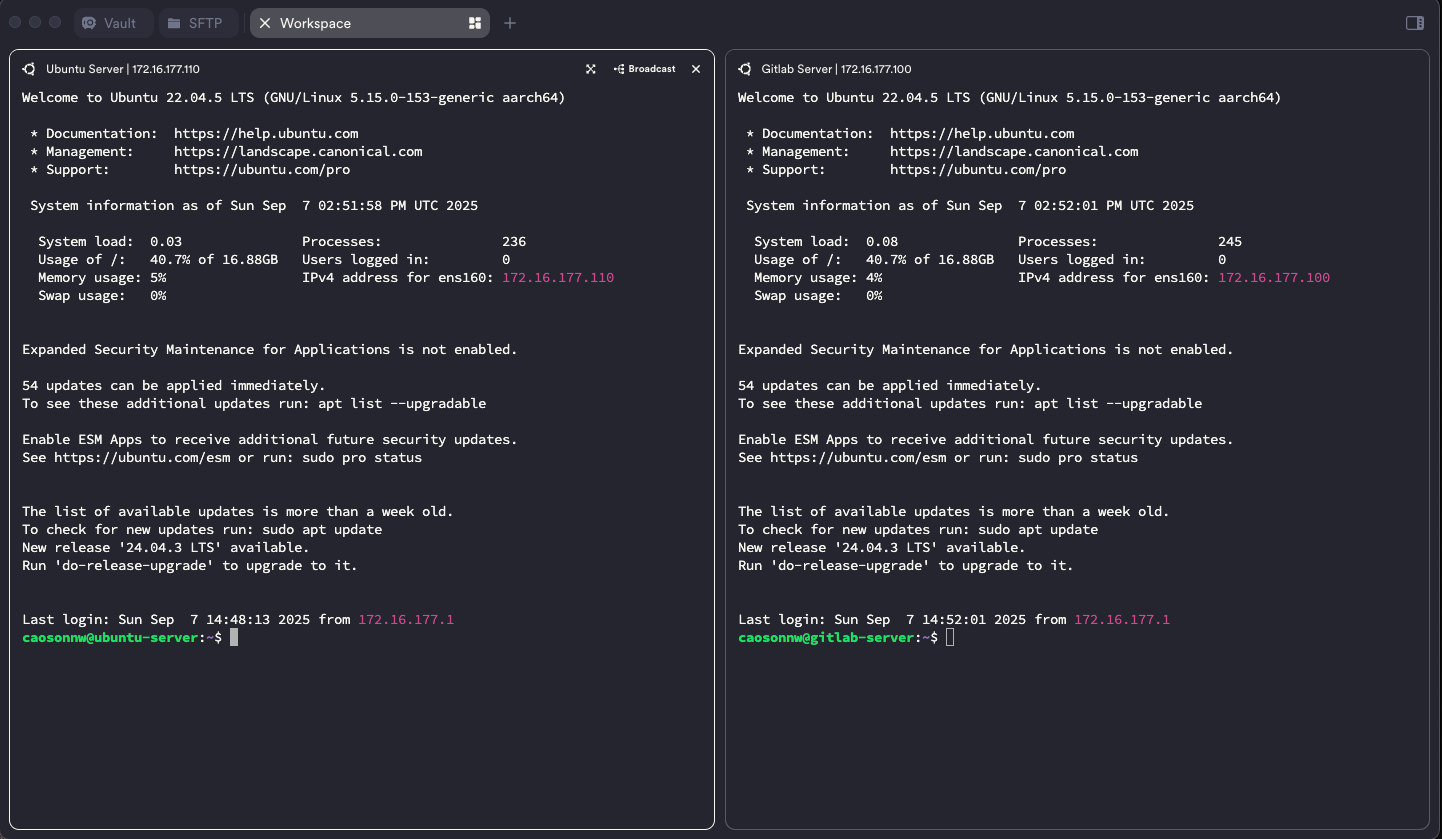 Vault
SFTP
Workspace
Ubuntu Server | 172.16.177.110
Broadcast
Welcome to Ubuntu 22.04.5 LTS (GNU/Linux 5.15.0-153-generic aarch64)
* Documentation:  https://help.ubuntu.com
* Management:     https://landscape.canonical.com
* Support:        https://ubuntu.com/pro
System information as of Sun Sep  7 02:51:58 PM UTC 2025
System load:  0.03               Processes:               236
Usage of /:   40.7% of 16.88GB   Users logged in:         0
Memory usage: 5%                 IPv4 address for ens160: 172.16.177.110
Swap usage:   0%
Expanded Security Maintenance for Applications is not enabled.
54 updates can be applied immediately.
To see these additional updates run: apt list --upgradable
Enable ESM Apps to receive additional future security updates.
See https://ubuntu.com/esm or run: sudo pro status
The list of available updates is more than a week old.
To check for new updates run: sudo apt update
New release '24.04.3 LTS' available.
Run 'do-release-upgrade' to upgrade to it.
Last login: Sun Sep  7 14:48:13 2025 from 172.16.177.1
caosonnw@ubuntu-server:~$
Gitlab Server | 172.16.177.100
Welcome to Ubuntu 22.04.5 LTS (GNU/Linux 5.15.0-153-generic aarch64)
* Documentation:  https://help.ubuntu.com
* Management:     https://landscape.canonical.com
* Support:        https://ubuntu.com/pro
System information as of Sun Sep  7 02:52:01 PM UTC 2025
System load:  0.08               Processes:               245
Usage of /:   40.7% of 16.88GB   Users logged in:         0
Memory usage: 4%                 IPv4 address for ens160: 172.16.177.100
Swap usage:   0%
Expanded Security Maintenance for Applications is not enabled.
54 updates can be applied immediately.
To see these additional updates run: apt list --upgradable
Enable ESM Apps to receive additional future security updates.
See https://ubuntu.com/esm or run: sudo pro status
The list of available updates is more than a week old.
To check for new updates run: sudo apt update
New release '24.04.3 LTS' available.
Run 'do-release-upgrade' to upgrade to it.
Last login: Sun Sep  7 14:52:01 2025 from 172.16.177.1
caosonnw@gitlab-server:~$